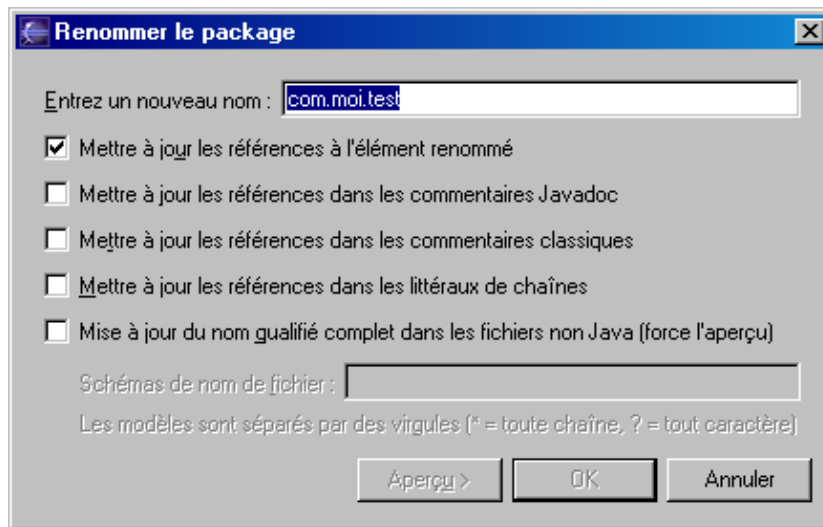 Renommer le package
Entrez un nouveau nom : com.moi.test
Mettre à jour les références à l'élément renommé
Mettre à jour les références dans les commentaires Javadoc
Mettre à jour les références dans les commentaires classiques
Mettre à jour les références dans les littéraux de chaînes
Mise à jour du nom qualifié complet dans les fichiers non Java (force l'aperçu)
Schémas de nom de fichier :
Les modèles sont séparés par des virgules (* = toute chaîne, ? = tout caractère)
Aperçu > OK Annuler